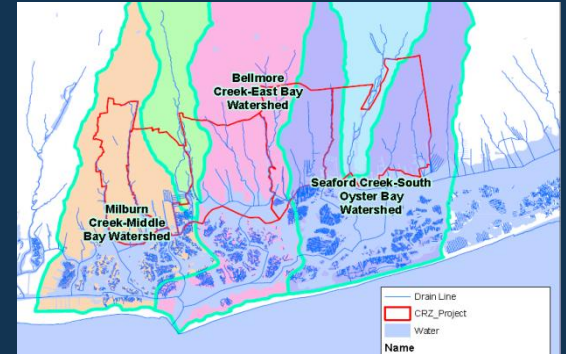 Bellmore
Creek-East Bay
Watershed
Seaford Creek-South
Oyster Bay
Watershed
Milburn
Creek-Middle
Bay Watershed
Drain Line
CRZ_Project
Water
Name